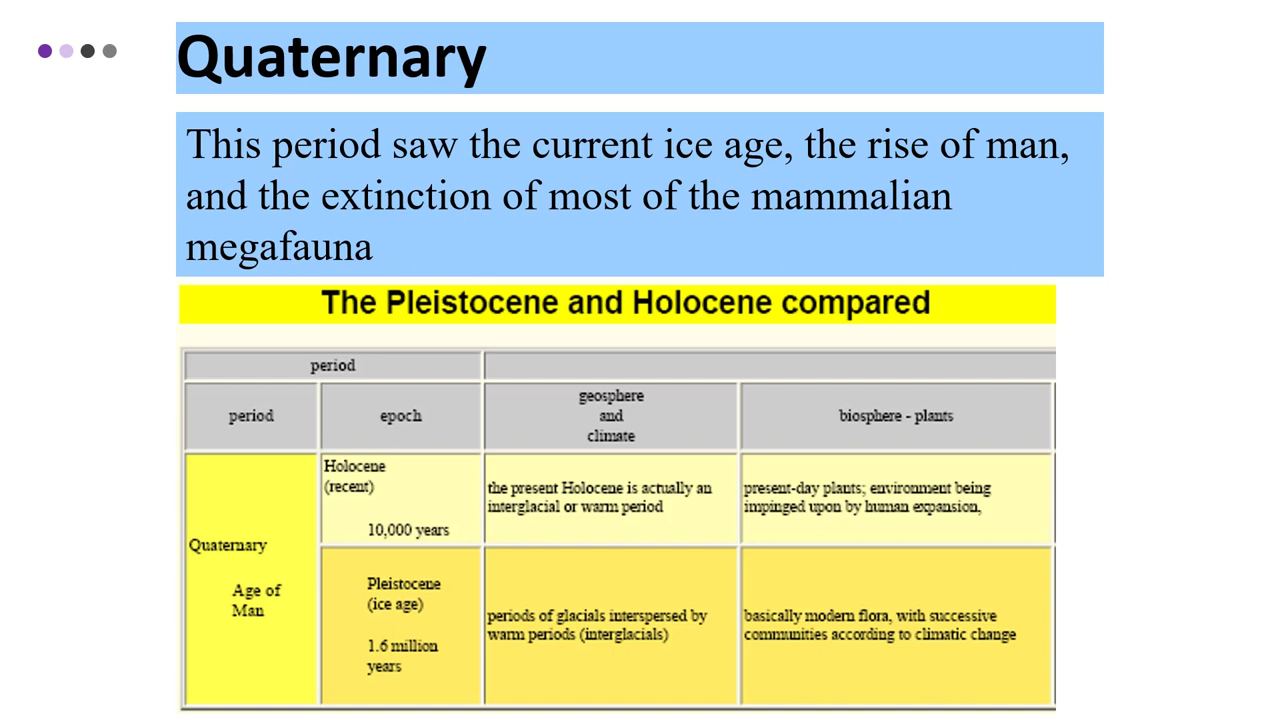 Quaternary
This period saw the current ice age, the rise of man,
and the extinction of most of the mammalian
megafauna
The Pleistocene and Holocene compared
period
period
epoch
geosphere
and
climate
biosphere - plants
Quaternary
Age of
Man
Holocene
(recent)
10,000 years
the present Holocene is actually an
interglacial or warm period
present-day plants; environment being
impinged upon by human expansion,
Pleistocene
(ice age)
1.6 million
years
periods of glacials interspersed by
warm periods (interglacials)
basically modern flora, with successive
communities according to climatic change